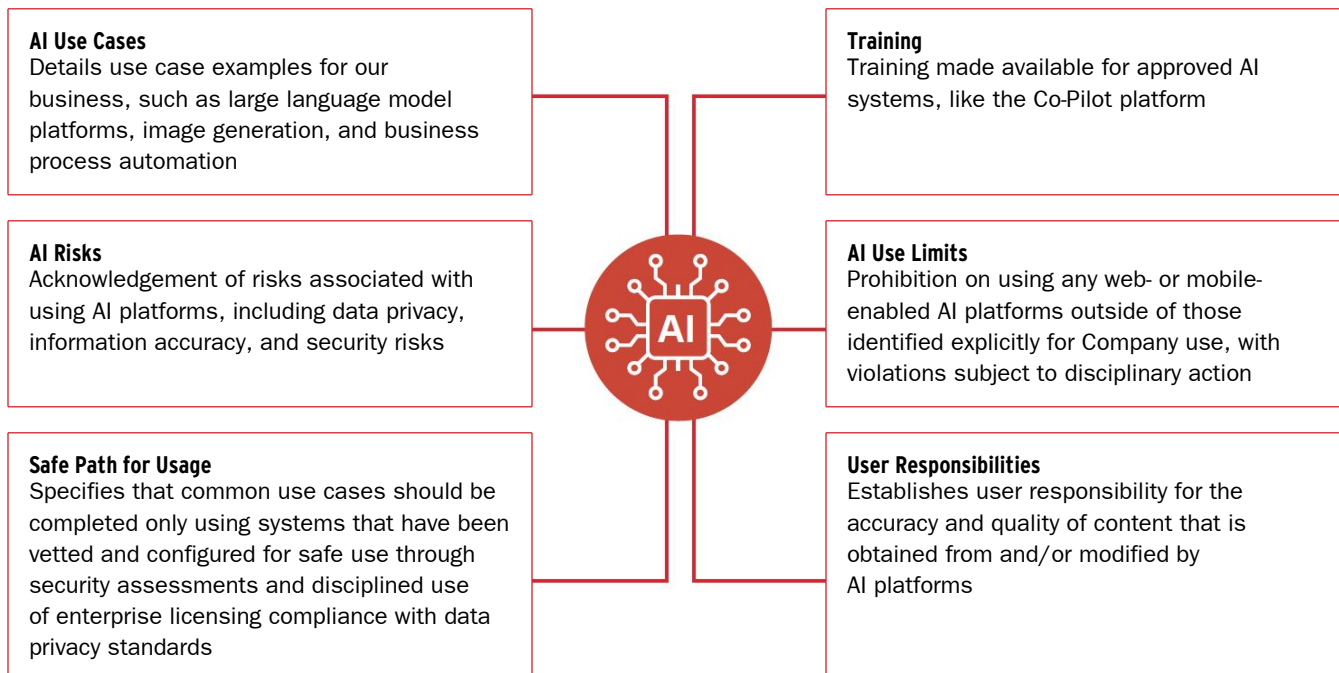 AI Use Cases
Details use case examples for our
business, such as large language model
platforms, image generation, and business
process automation
AI Risks
Acknowledgement of risks associated with
using AI platforms, including data privacy,
information accuracy, and security risks
Safe Path for Usage
Specifies that common use cases should be
completed only using systems that have been
vetted and configured for safe use through
security assessments and disciplined use
of enterprise licensing compliance with data
privacy standards
AI
Training
Training made available for approved AI
systems, like the Co-Pilot platform
AI Use Limits
Prohibition on using any web- or mobile-
enabled AI platforms outside of those
identified explicitly for Company use, with
violations subject to disciplinary action
User Responsibilities
Establishes user responsibility for the
accuracy and quality of content that is
obtained from and/or modified by
AI platforms